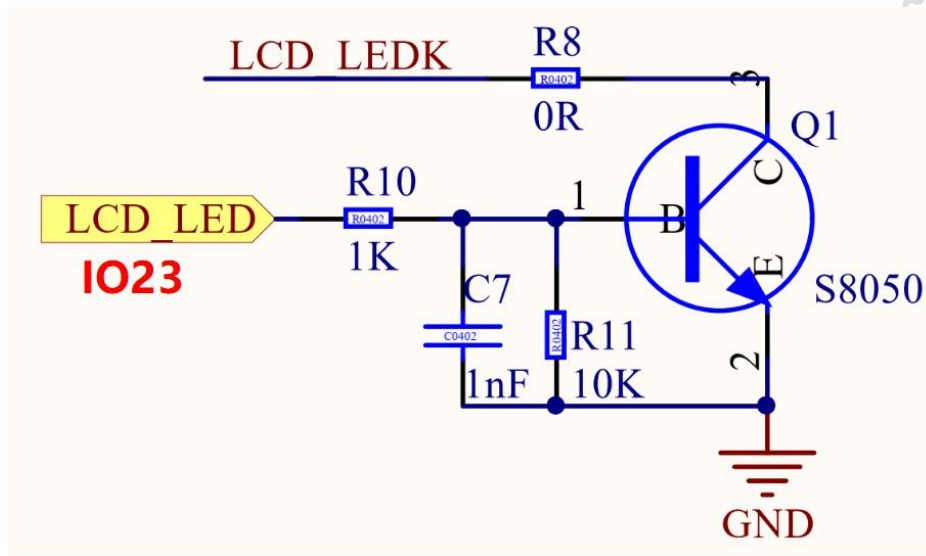 LCD_LEDK
R8
R0402
0R
3
Q1
C
LCD_LED
IO23
R10
R0402
1K
1
B
E
S8050
C7
C0402
1nF
R11
R0402
10K
2
GND